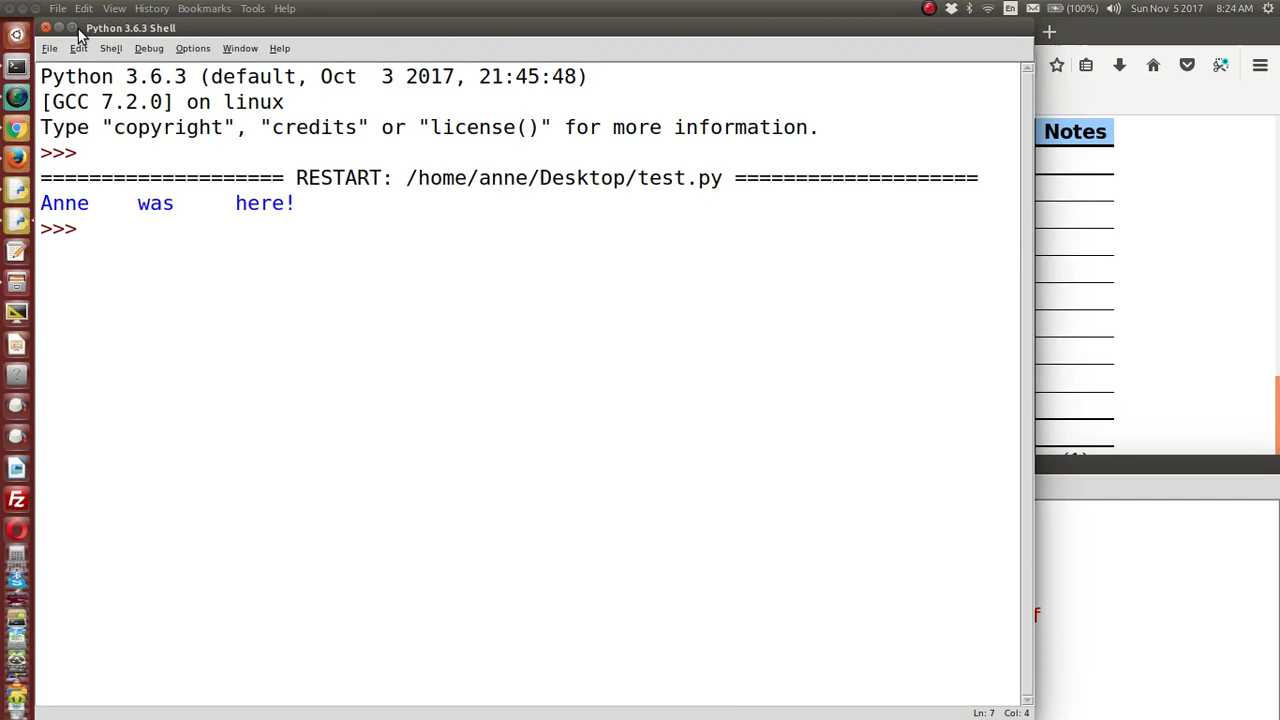 File Edit View History Bookmarks Tools Help En (100%) Sun Nov 5 2017 8:24 AM
Python 3.6.3 Shell
File Edit Shell Debug Options Window Help
Python 3.6.3 (default, Oct  3 2017, 21:45:48)
[GCC 7.2.0] on linux
Type "copyright", "credits" or "license()" for more information.
>>>
==================== RESTART: /home/anne/Desktop/test.py ====================
Anne    was     here!
>>>
Notes
f
Ln: 7 Col: 4